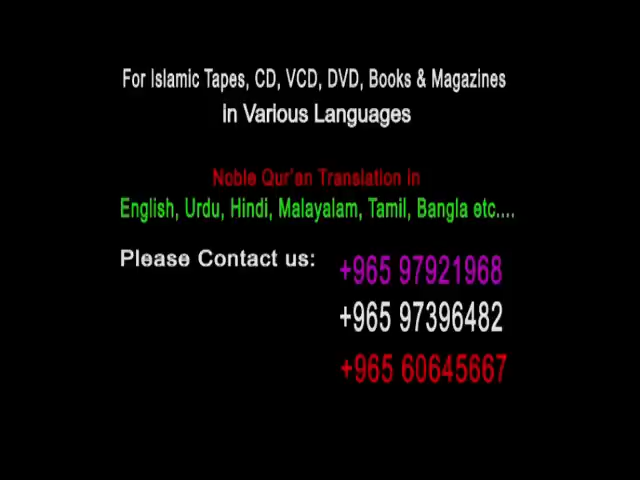 For Islamic Tapes, CD, VCD, DVD, Books & Magazines
in Various Languages
Noble Qur'an Translation in
English, Urdu, Hindi, Malayalam, Tamil, Bangla etc....
Please Contact us:
+965 97921968
+965 97396482
+965 60645667